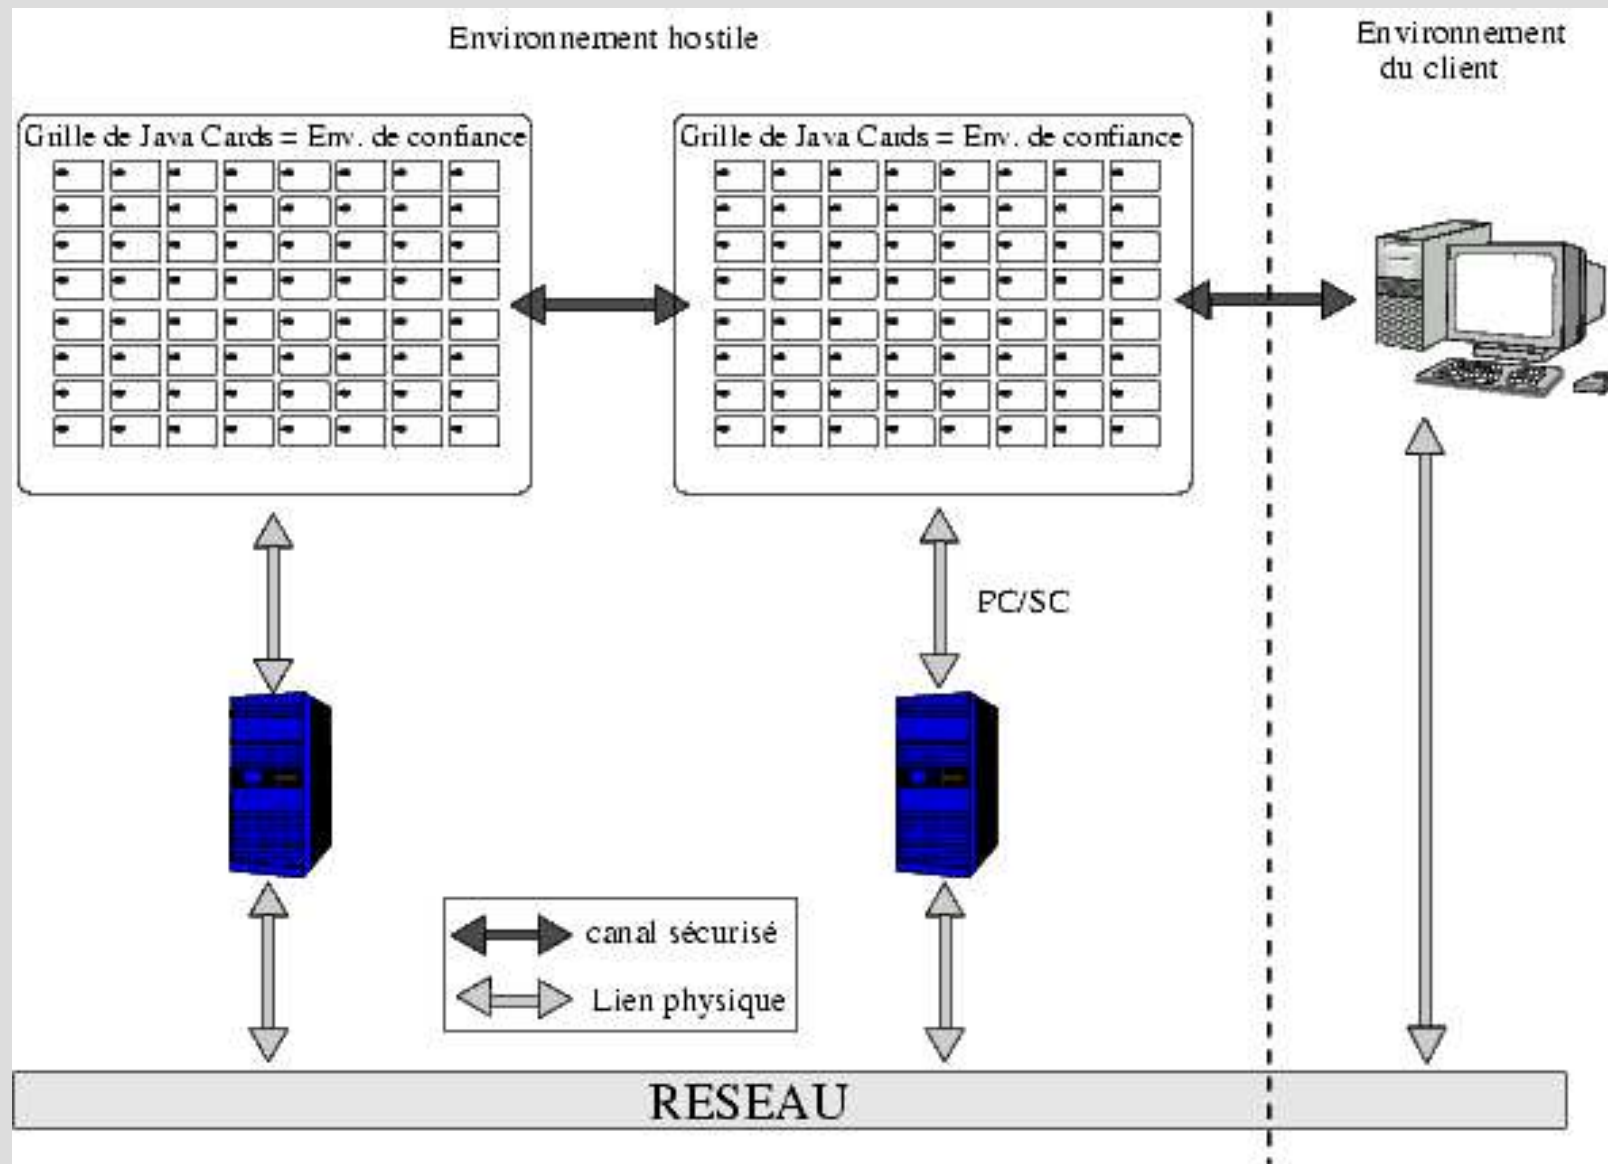 Environnement hostile
Environnement
du client
Grille de Java Cards = Env. de confiance
Grille de Java Cards = Env. de confiance
PC/SC
canal sécurisé
Lien physique
RESEAU